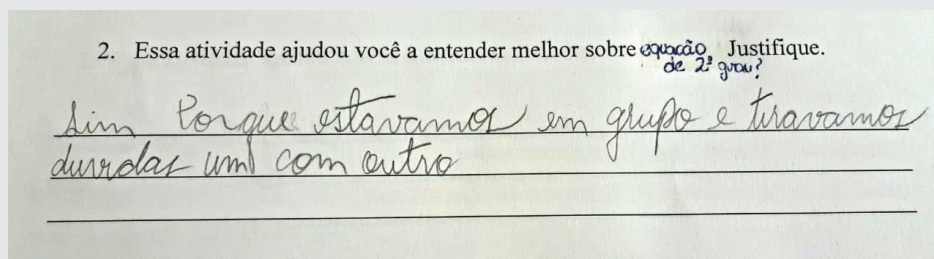 2. Essa atividade ajudou você a entender melhor sobre equação Justifique.
de 2º grau?
Sim Porque estavamos em grupo e tiravamos
duvidas um com outro